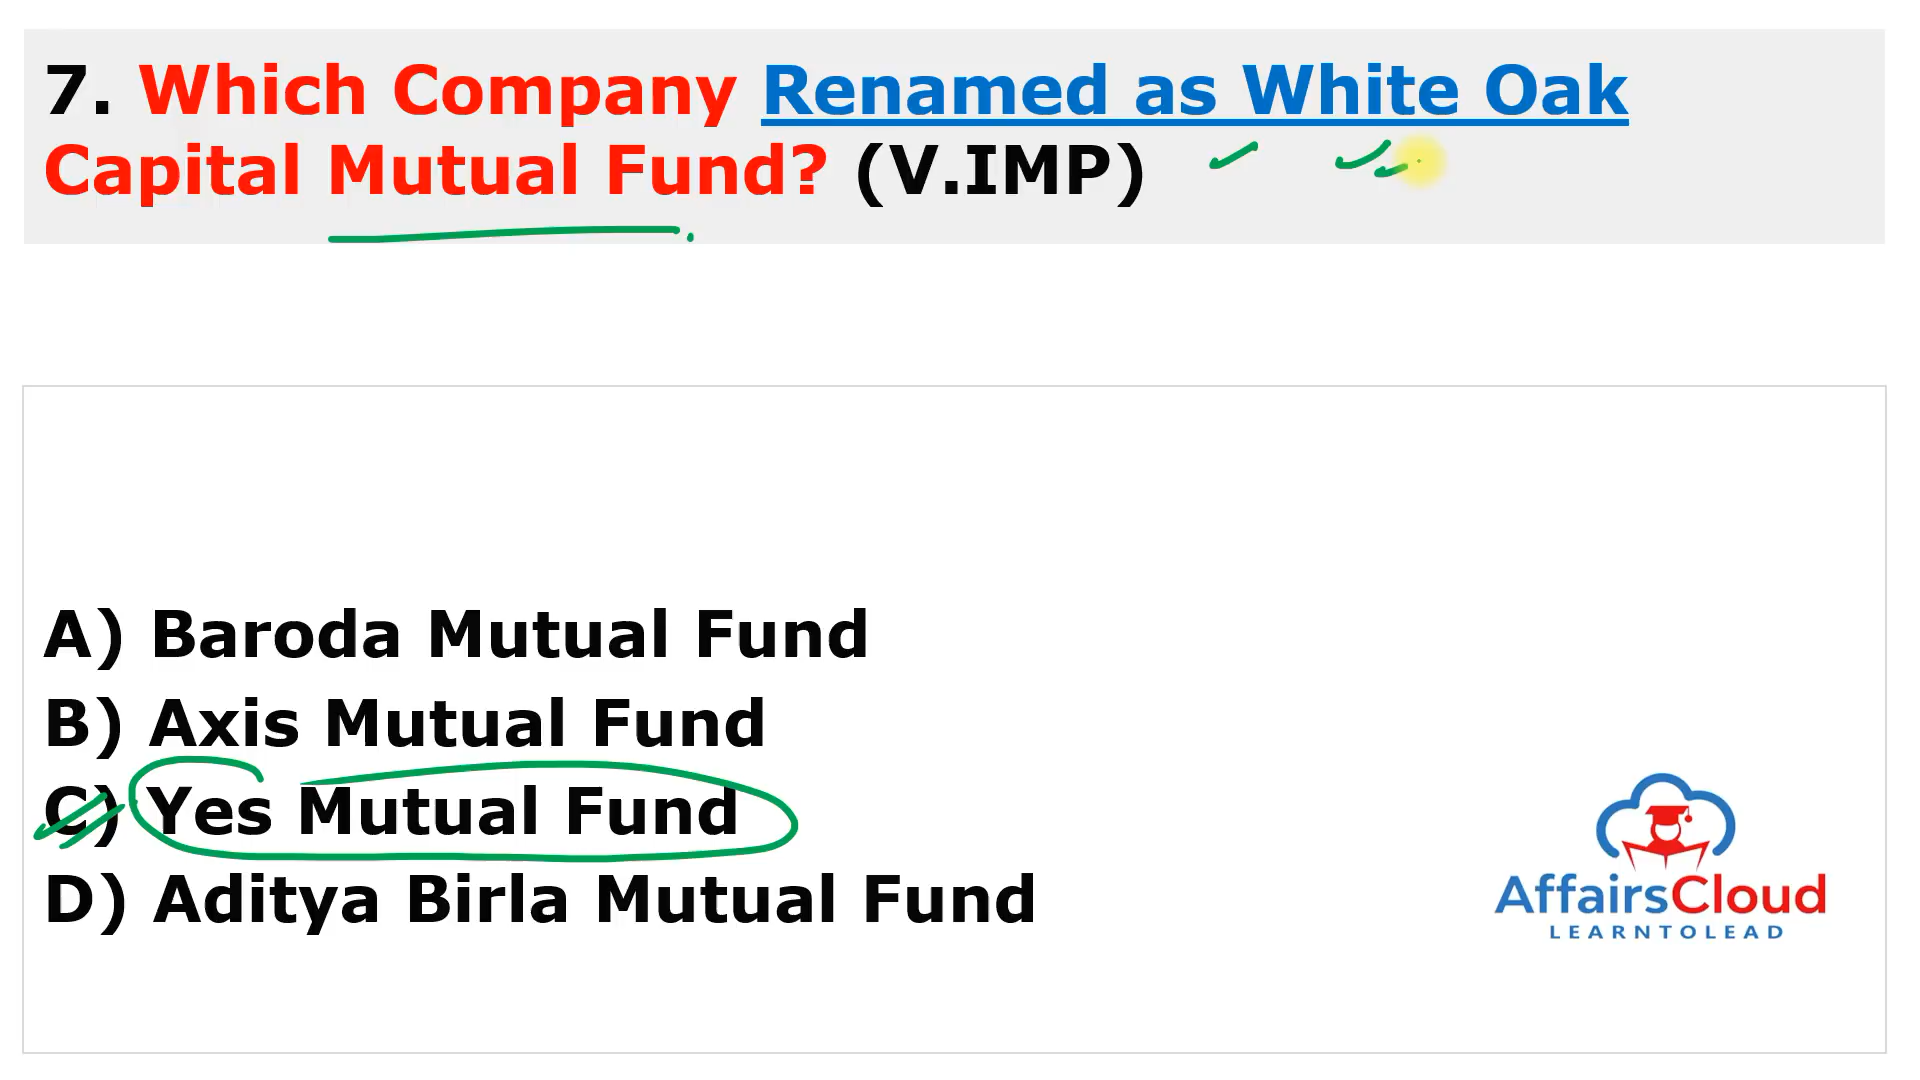 7. Which Company Renamed as White Oak
Capital Mutual Fund? (V.IMP)
A) Baroda Mutual Fund
B) Axis Mutual Fund
C) Yes Mutual Fund
D) Aditya Birla Mutual Fund
AffairsCloud
LEARNTOLEAD